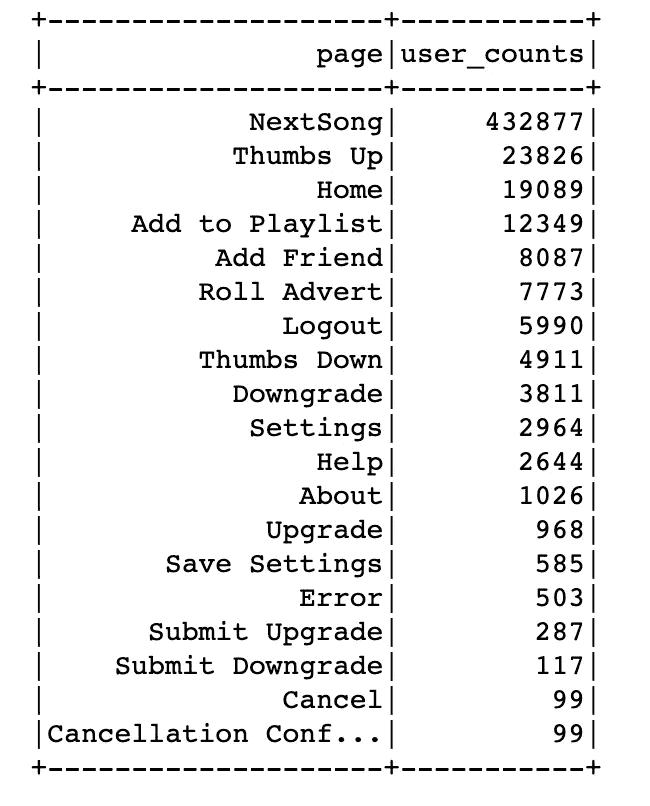 +--------------------+-----------+
|                page|user_counts|
+--------------------+-----------+
|            NextSong|     432877|
|           Thumbs Up|      23826|
|                Home|      19089|
|     Add to Playlist|      12349|
|          Add Friend|       8087|
|         Roll Advert|       7773|
|              Logout|       5990|
|         Thumbs Down|       4911|
|           Downgrade|       3811|
|            Settings|       2964|
|                Help|       2644|
|               About|       1026|
|             Upgrade|        968|
|       Save Settings|        585|
|               Error|        503|
|      Submit Upgrade|        287|
|    Submit Downgrade|        117|
|              Cancel|         99|
|Cancellation Conf...|         99|
+--------------------+-----------+